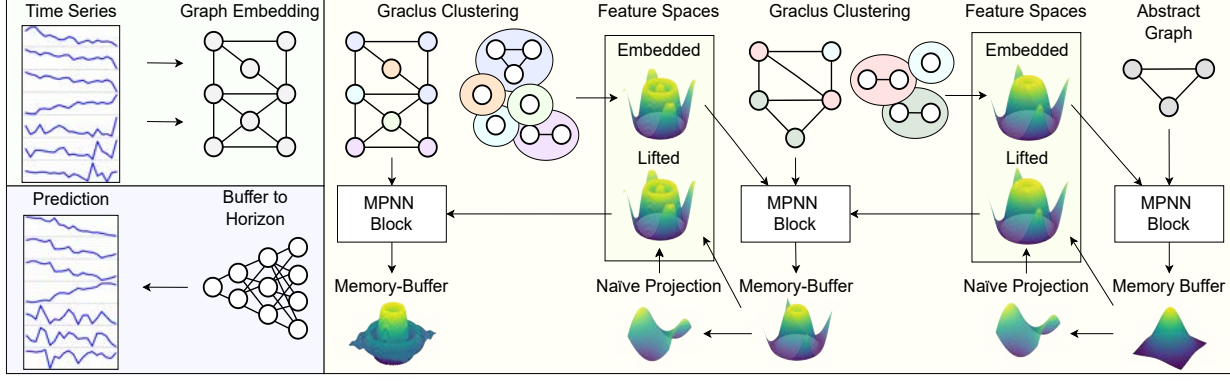 Time Series
Graph Embedding
Graclus Clustering
Feature Spaces
Graclus Clustering
Feature Spaces
Abstract
Graph
Embedded
Embedded
Lifted
Lifted
Prediction
Buffer to
Horizon
MPNN
Block
MPNN
Block
MPNN
Block
Memory-Buffer
Naïve Projection
Memory-Buffer
Naïve Projection
Memory Buffer